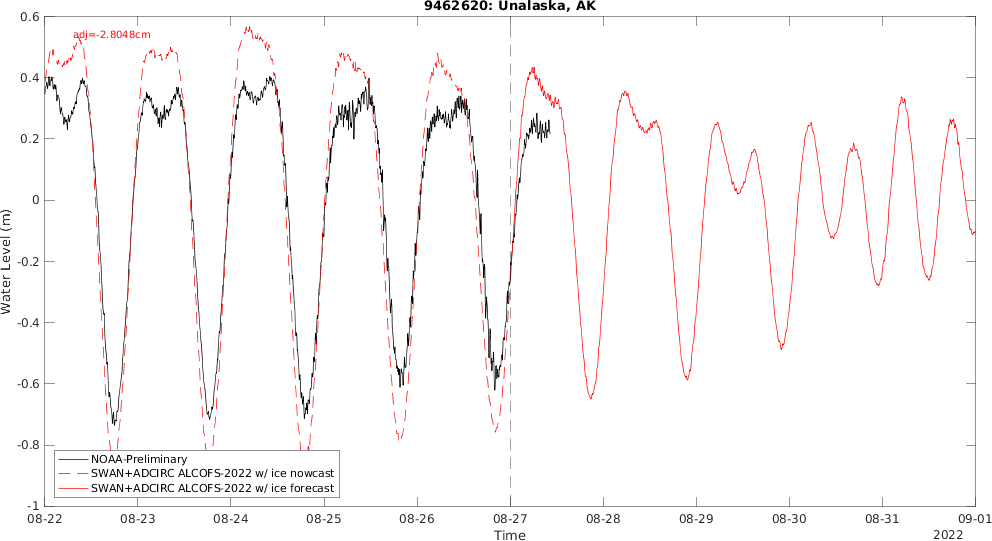 9462620: Unalaska, AK
adj=-2.8048cm
0.6
0.4
0.2
0
-0.2
-0.4
-0.6
-0.8
-1
Water Level (m)
NOAA-Preliminary
SWAN+ADCIRC ALCOFS-2022 w/ ice nowcast
SWAN+ADCIRC ALCOFS-2022 w/ ice forecast
08-22 08-23 08-24 08-25 08-26 08-27 08-28 08-29 08-30 08-31 09-01
Time
2022